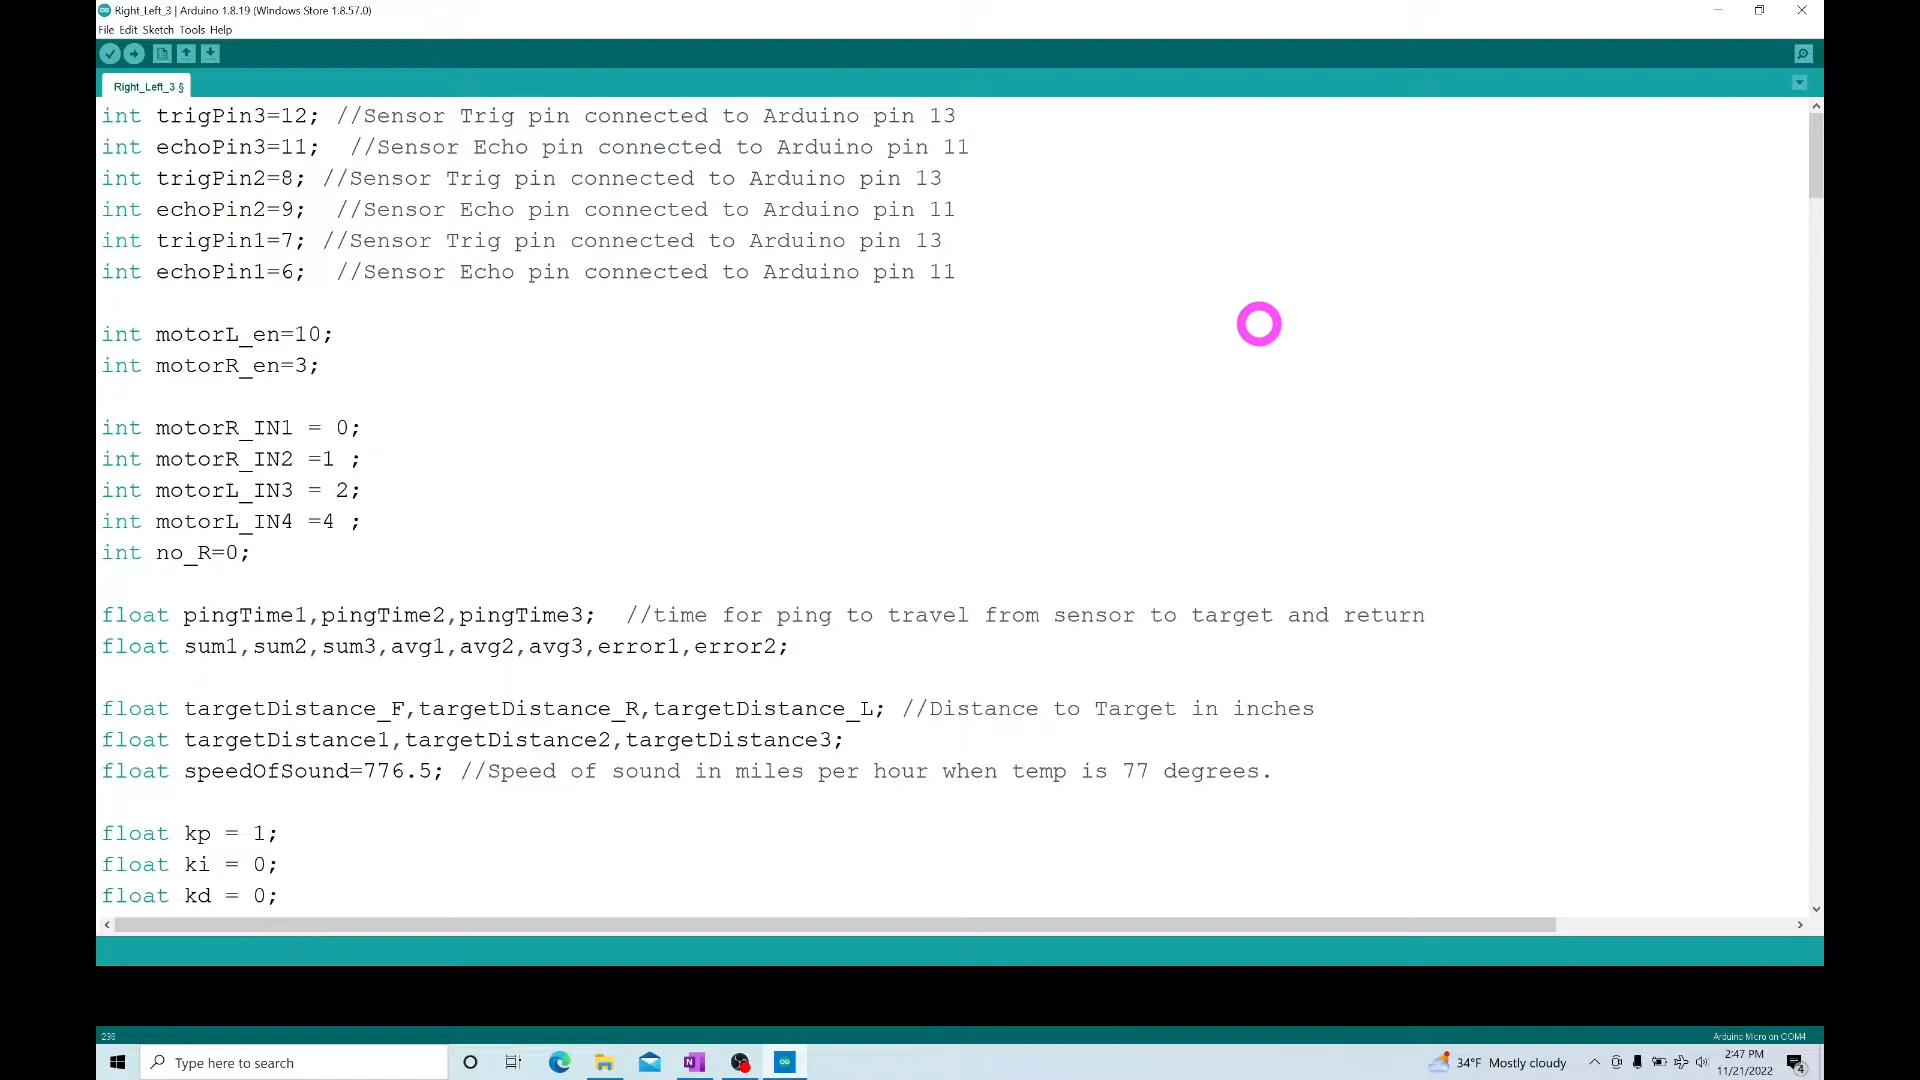 Right_Left_3 | Arduino 1.8.19 (Windows Store 1.8.57.0)
File Edit Sketch Tools Help
Right_Left_3 §
int trigPin3=12; //Sensor Trig pin connected to Arduino pin 13
int echoPin3=11;  //Sensor Echo pin connected to Arduino pin 11
int trigPin2=8; //Sensor Trig pin connected to Arduino pin 13
int echoPin2=9;  //Sensor Echo pin connected to Arduino pin 11
int trigPin1=7; //Sensor Trig pin connected to Arduino pin 13
int echoPin1=6;  //Sensor Echo pin connected to Arduino pin 11
int motorL_en=10;
int motorR_en=3;
int motorR_IN1 = 0;
int motorR_IN2 =1 ;
int motorL_IN3 = 2;
int motorL_IN4 =4 ;
int no_R=0;
float pingTime1,pingTime2,pingTime3;  //time for ping to travel from sensor to target and return
float sum1,sum2,sum3,avg1,avg2,avg3,error1,error2;
float targetDistance_F,targetDistance_R,targetDistance_L; //Distance to Target in inches
float targetDistance1,targetDistance2,targetDistance3;
float speedOfSound=776.5; //Speed of sound in miles per hour when temp is 77 degrees.
float kp = 1;
float ki = 0;
float kd = 0;
236
Arduino Micro on COM4
Type here to search
34°F Mostly cloudy
2:47 PM
11/21/2022
4